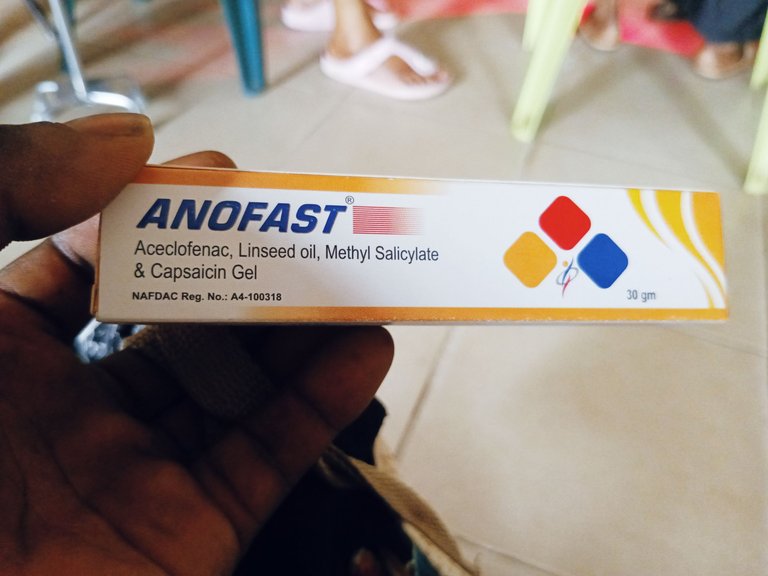 ANOFAST®
Aceclofenac, Linseed oil, Methyl Salicylate
& Capsaicin Gel
NAFDAC Reg. No.: A4-100318
30 gm